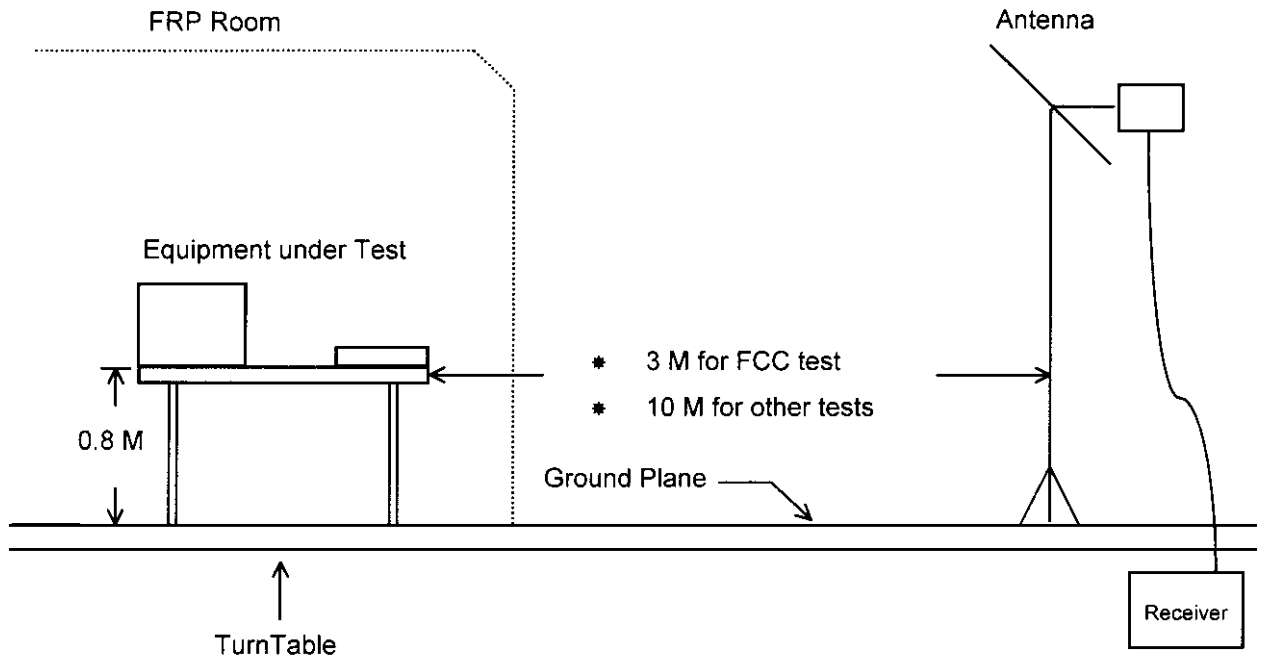 FRP Room
Antenna
Equipment under Test
* 3 M for FCC test
* 10 M for other tests
0.8 M
Ground Plane
Receiver
TurnTable